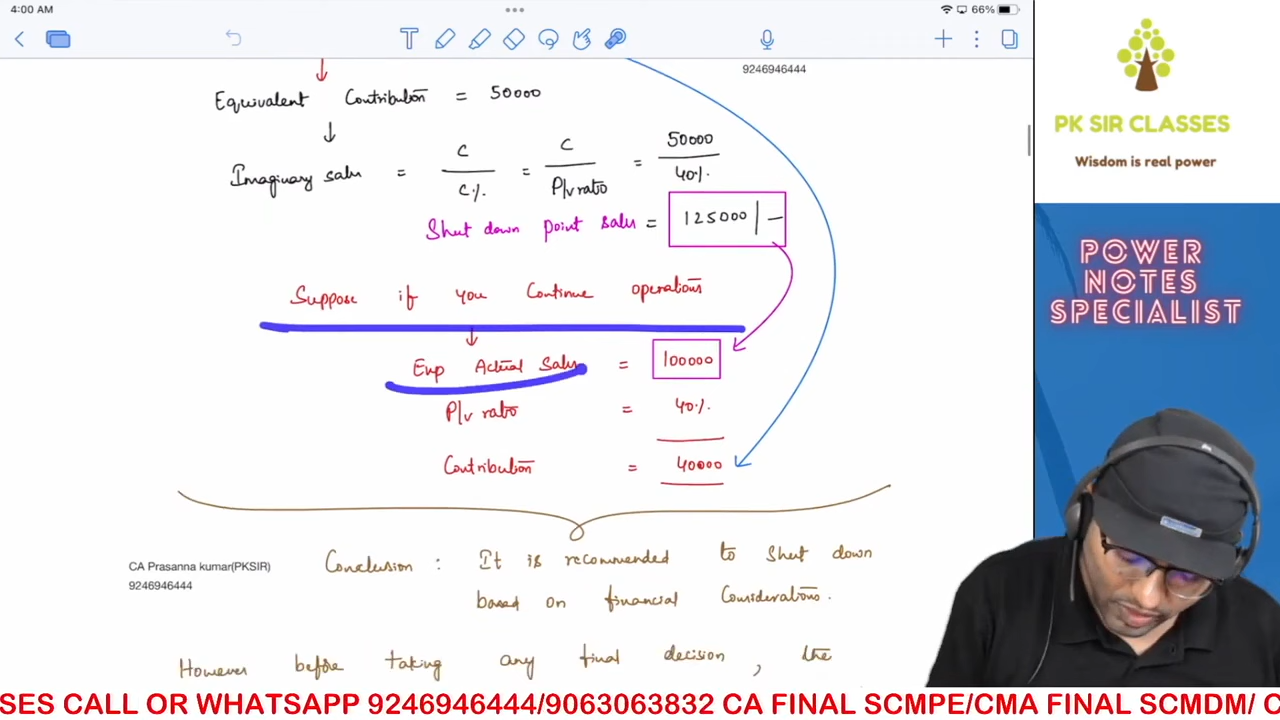 4:00 AM
66%
9246946444
Equivalent Contribution = 50000
Imaginary sales = C / C% = C / P/v ratio = 50000 / 40%
Shut down point sales = 125000/-
Suppose if you Continue operations
Exp Actual Sales = 100000
P/v ratio = 40%
Contribution = 40000
CA Prasanna kumar(PKSIR)
9246946444
Conclusion : It is recommended to shut down
based on financial Considerations.
However before taking any final decision, the
PK SIR CLASSES
Wisdom is real power
POWER
NOTES
SPECIALIST
SES CALL OR WHATSAPP 9246946444/9063063832 CA FINAL SCMPE/CMA FINAL SCMDM/ C